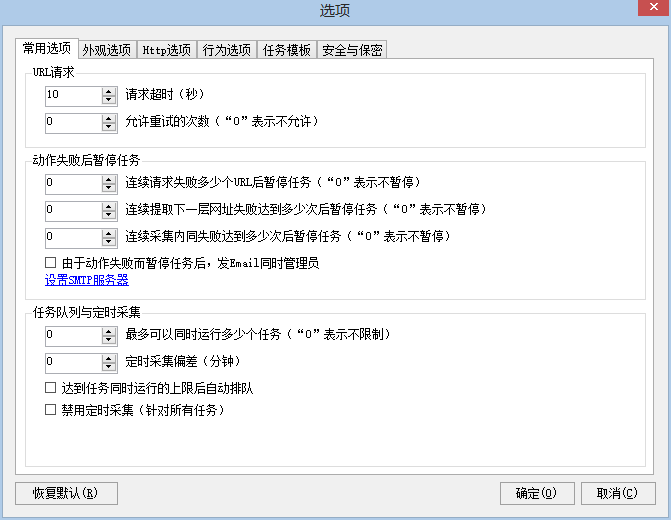 选项
常用选项 外观选项 Http选项 行为选项 任务模板 安全与保密
URL请求
10 请求超时（秒）
0 允许重试的次数（“0”表示不允许）
动作失败后暂停任务
0 连续请求失败多少个URL后暂停任务（“0”表示不暂停）
0 连续提取下一层网址失败达到多少次后暂停任务（“0”表示不暂停）
0 连续采集内同失败达到多少次后暂停任务（“0”表示不暂停）
由于动作失败而暂停任务后，发Email同时管理员
设置SMTP服务器
任务队列与定时采集
0 最多可以同时运行多少个任务（“0”表示不限制）
0 定时采集偏差（分钟）
达到任务同时运行的上限后自动排队
禁用定时采集（针对所有任务）
恢复默认(R) 确定(O) 取消(C)